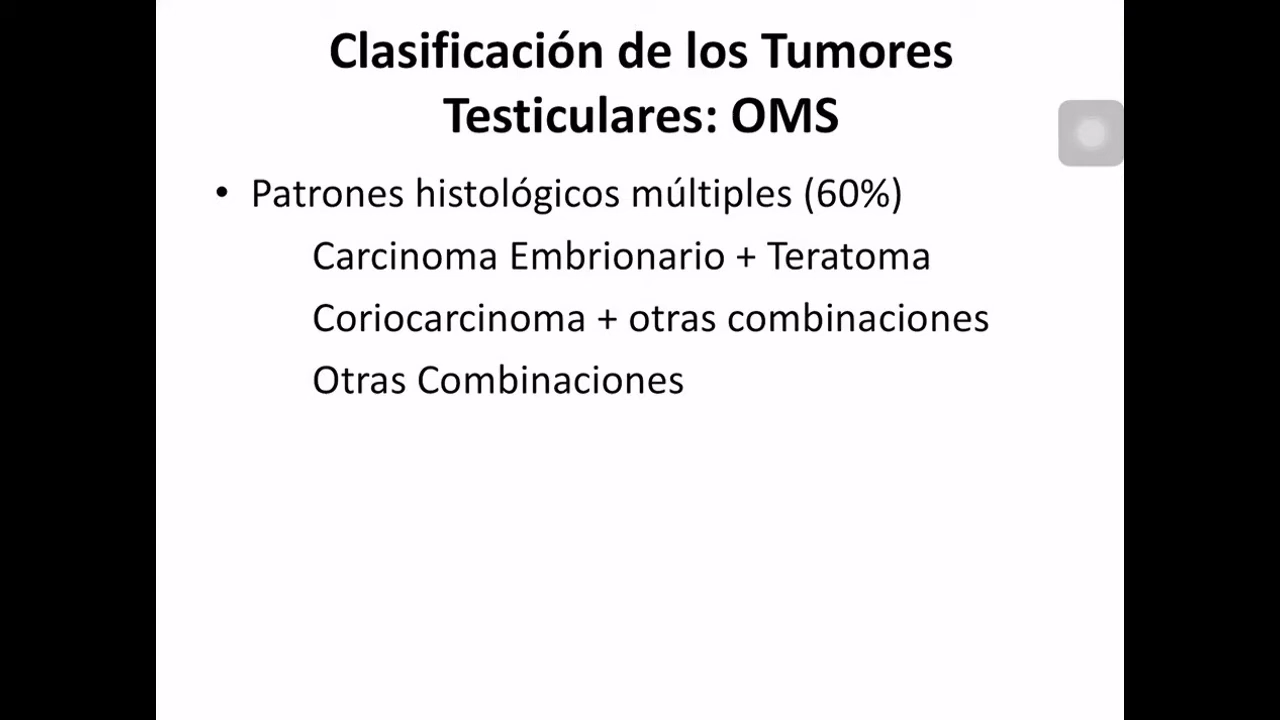 Clasificación de los Tumores
Testiculares: OMS
• Patrones histológicos múltiples (60%)
Carcinoma Embrionario + Teratoma
Coriocarcinoma + otras combinaciones
Otras Combinaciones